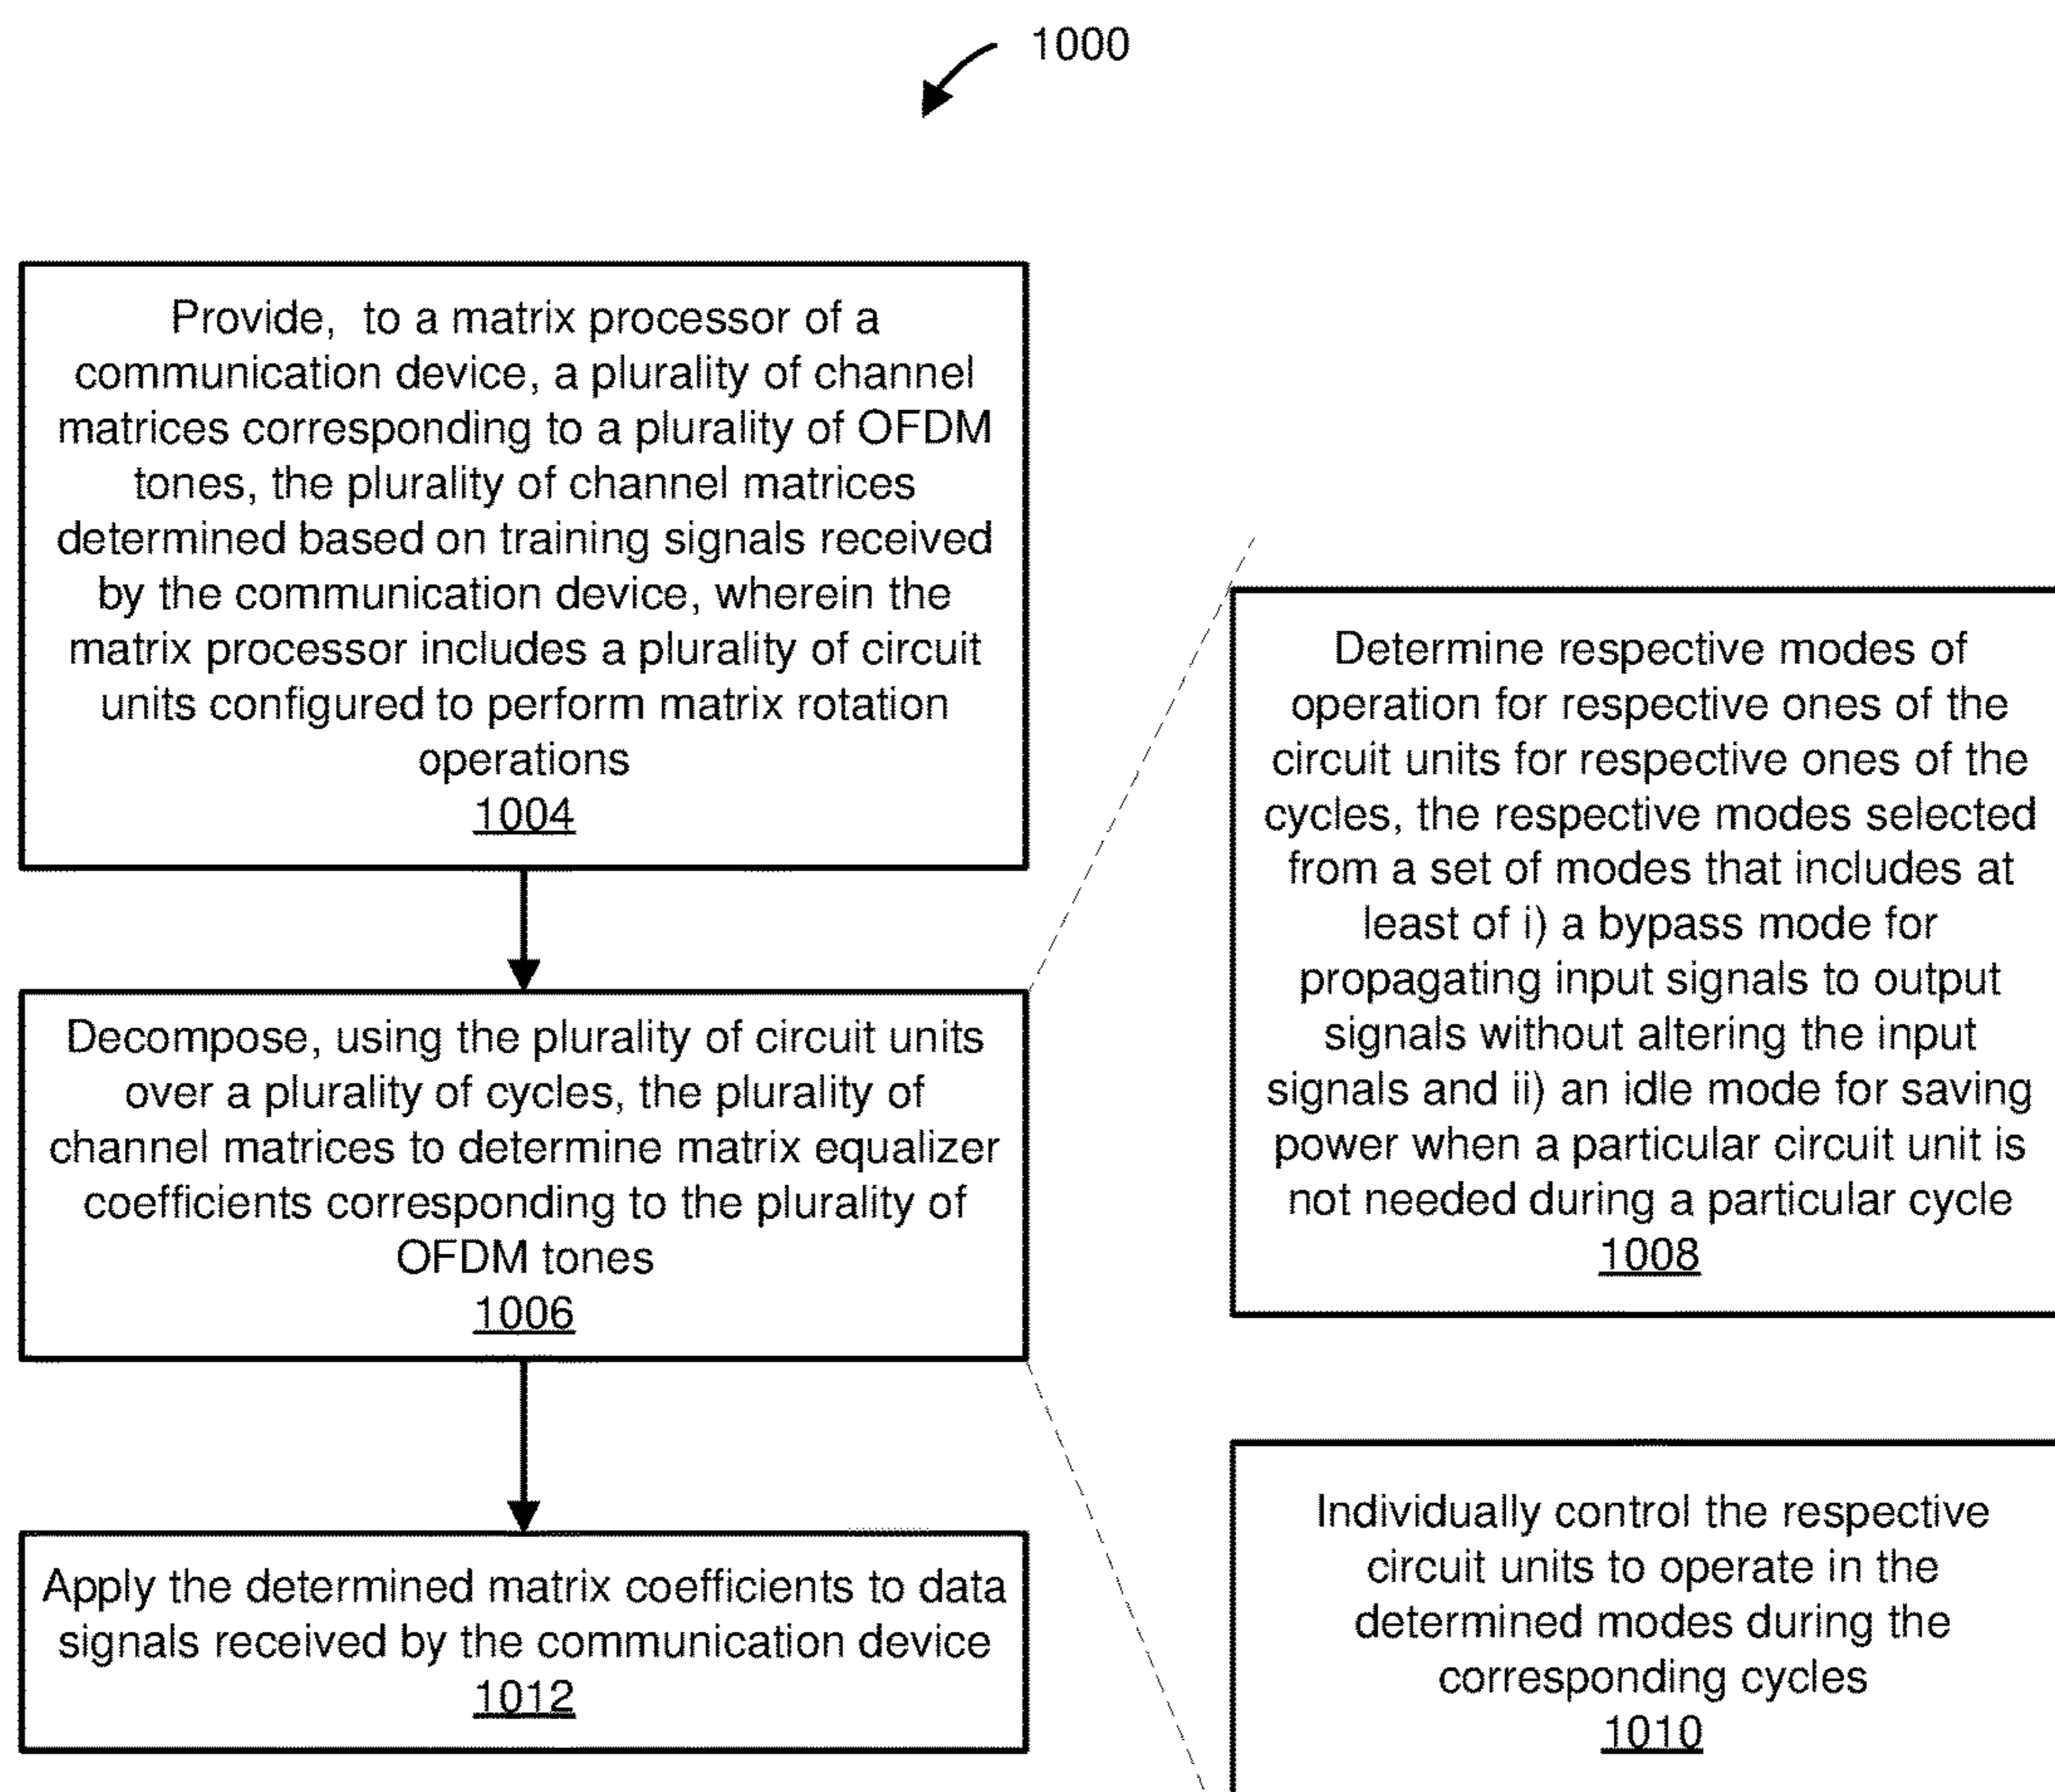 1000
Provide, to a matrix processor of a
communication device, a plurality of channel
matrices corresponding to a plurality of OFDM
tones, the plurality of channel matrices
determined based on training signals received
by the communication device, wherein the
matrix processor includes a plurality of circuit
units configured to perform matrix rotation
operations
1004
Decompose, using the plurality of circuit units
over a plurality of cycles, the plurality of
channel matrices to determine matrix equalizer
coefficients corresponding to the plurality of
OFDM tones
1006
Determine respective modes of
operation for respective ones of the
circuit units for respective ones of the
cycles, the respective modes selected
from a set of modes that includes at
least of i) a bypass mode for
propagating input signals to output
signals without altering the input
signals and ii) an idle mode for saving
power when a particular circuit unit is
not needed during a particular cycle
1008
Individually control the respective
circuit units to operate in the
determined modes during the
corresponding cycles
1010
Apply the determined matrix coefficients to data
signals received by the communication device
1012